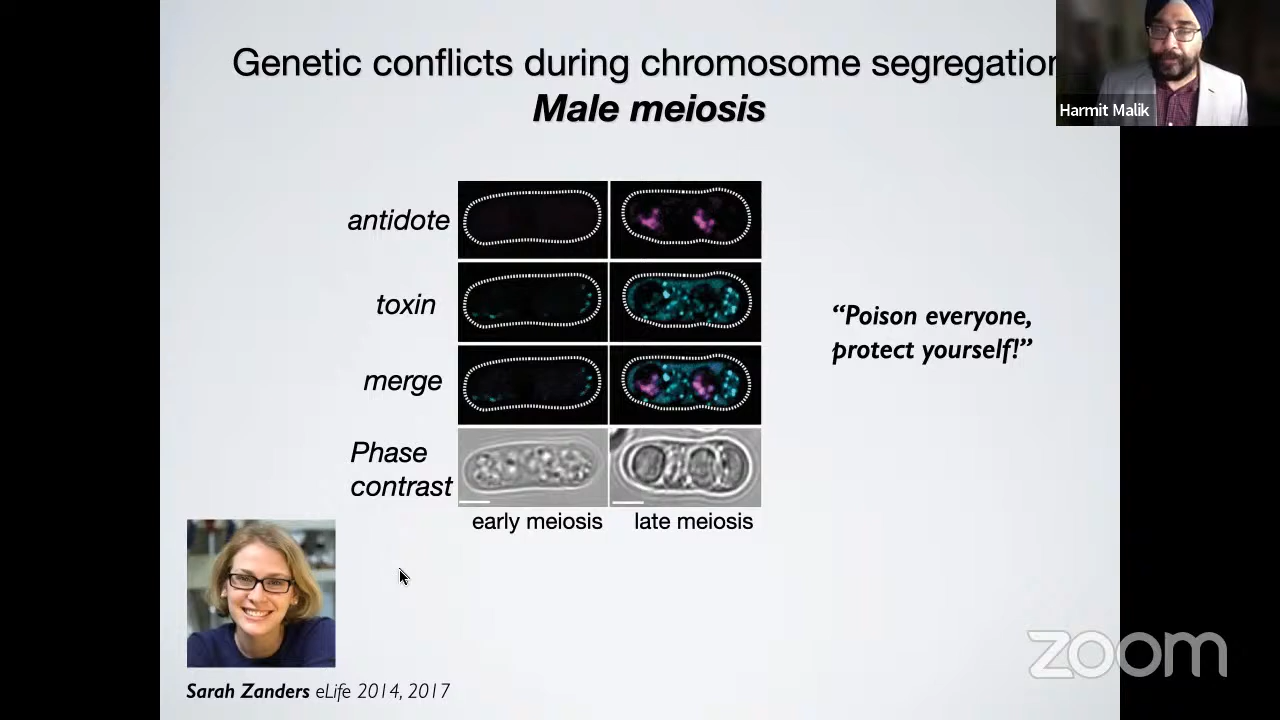 Genetic conflicts during chromosome segregation
Male meiosis
Harmit Malik
antidote
toxin
merge
Phase
contrast
early meiosis
late meiosis
“Poison everyone,
protect yourself!”
Sarah Zanders eLife 2014, 2017
zoom